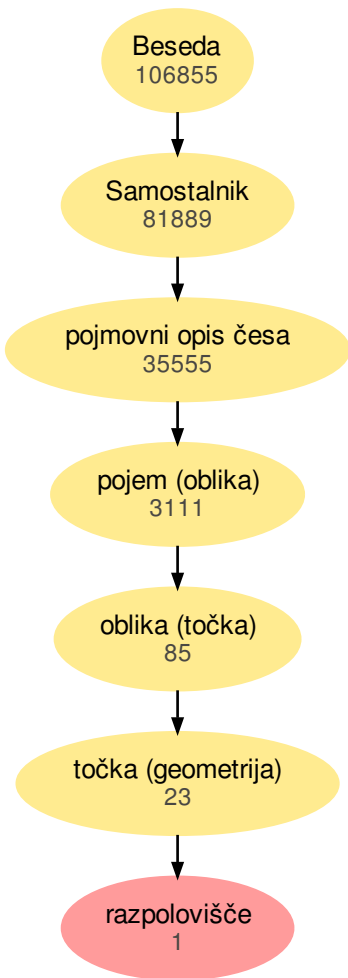 Beseda
106855
Samostalnik
81889
pojmovni opis česa
35555
pojem (oblika)
3111
oblika (točka)
85
točka (geometrija)
23
razpolovišče
1